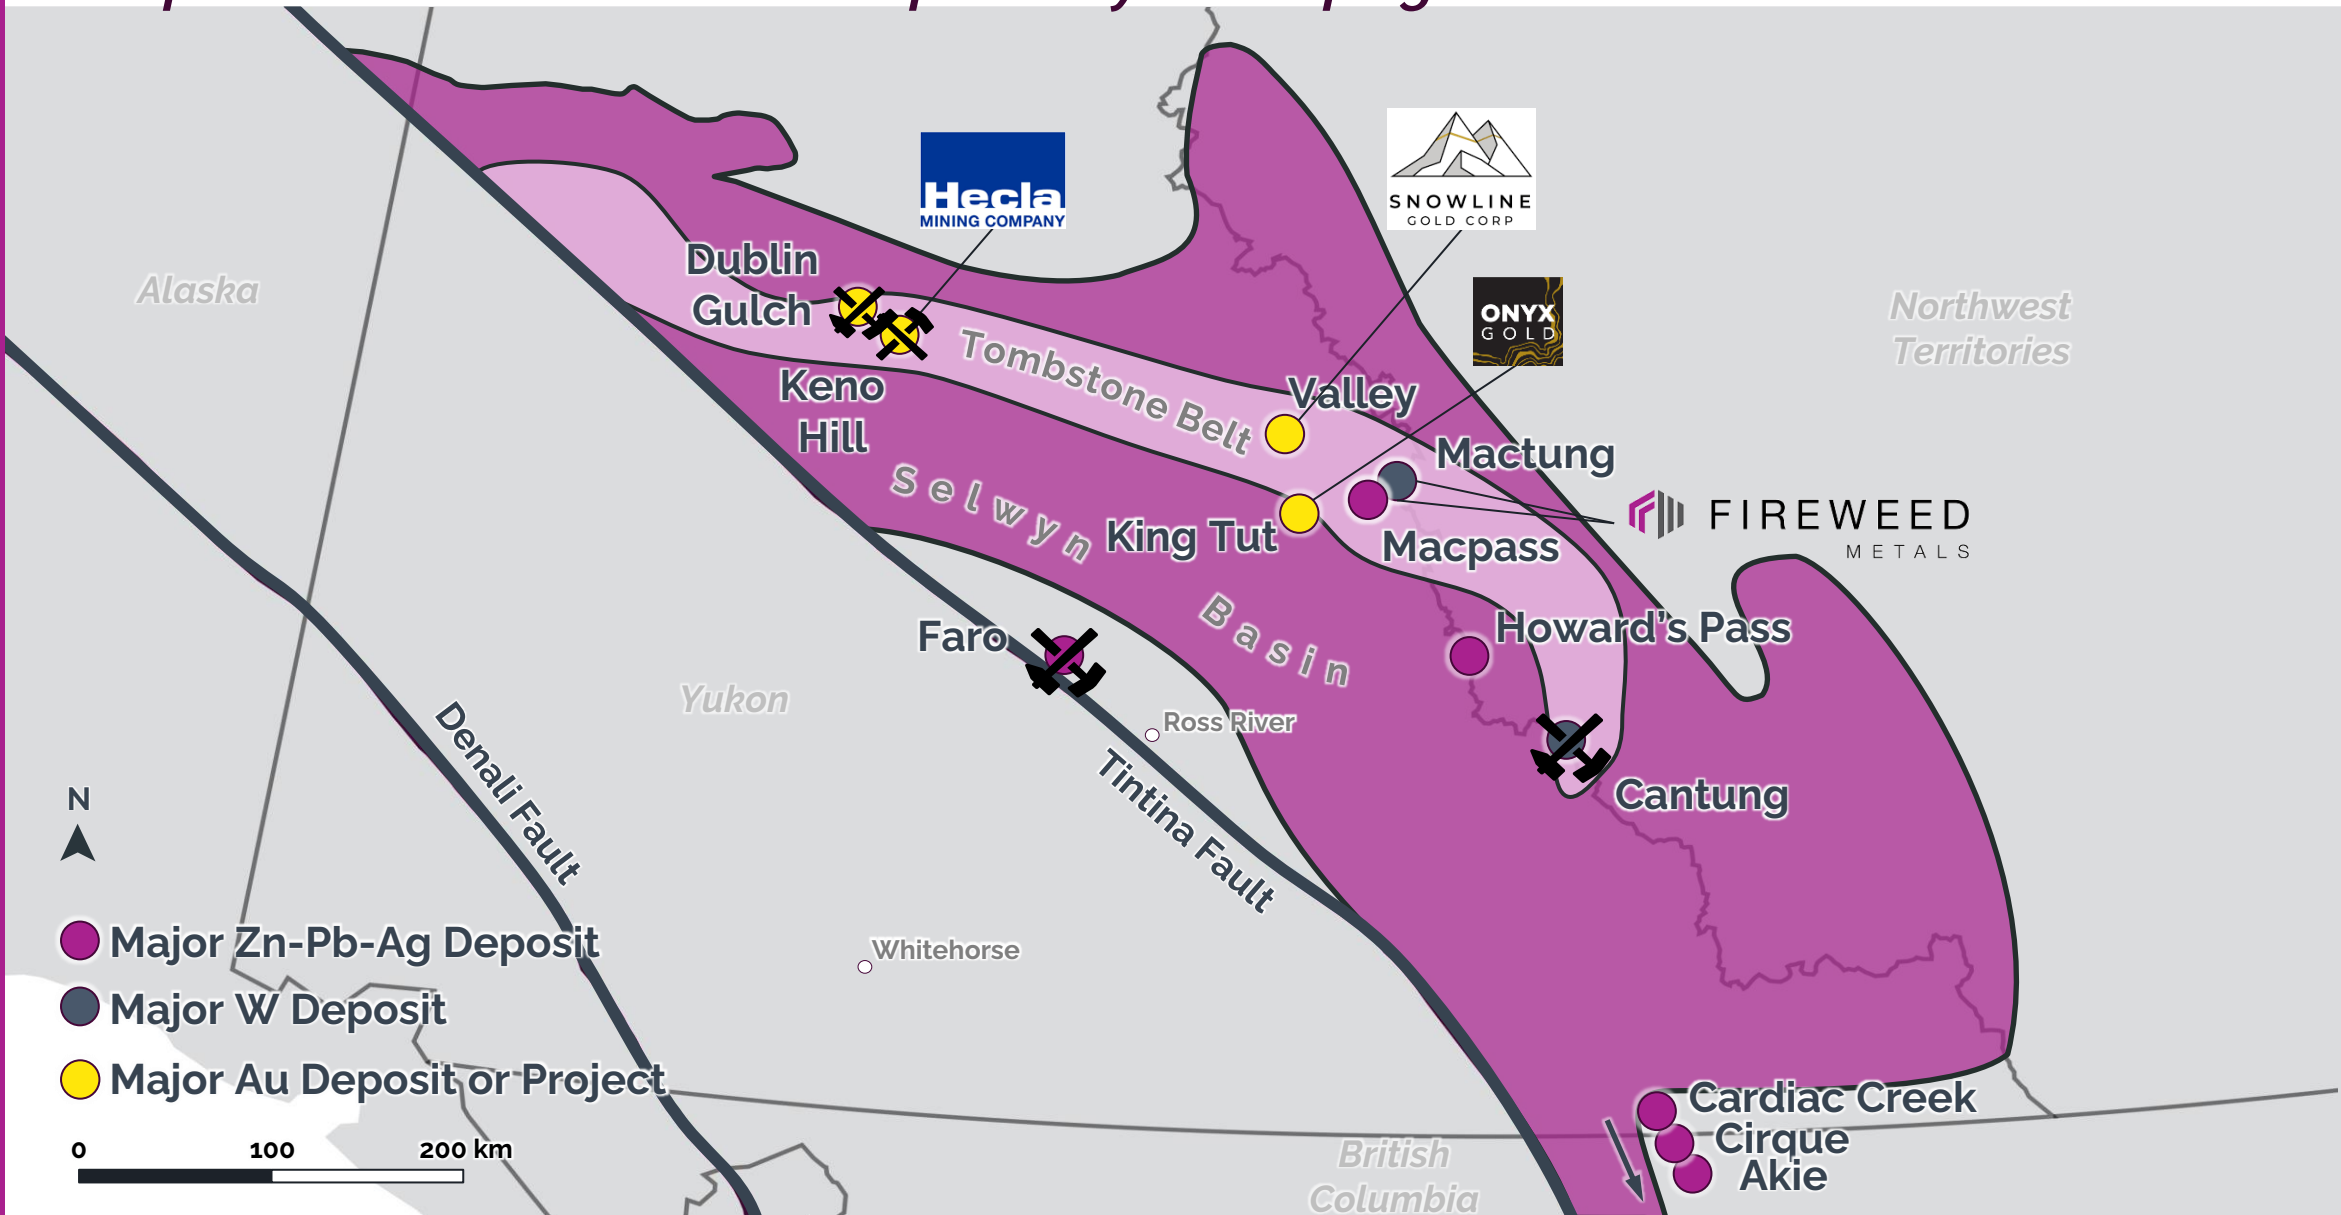 Hecla
MINING COMPANY
SNOWLINE
GOLD CORP
ONYX
GOLD
Alaska
Northwest
Territories
Dublin
Gulch
Keno
Hill
Tombstone Belt
Valley
Mactung
Selwyn
Basin
King Tut
Macpass
FIREWEED
METALS
Faro
Howard's Pass
Yukon
Ross River
Denali Fault
Tintina Fault
Cantung
N
Whitehorse
Major Zn-Pb-Ag Deposit
Major W Deposit
Major Au Deposit or Project
0 100 200 km
British
Columbia
Cardiac Creek
Cirque
Akie